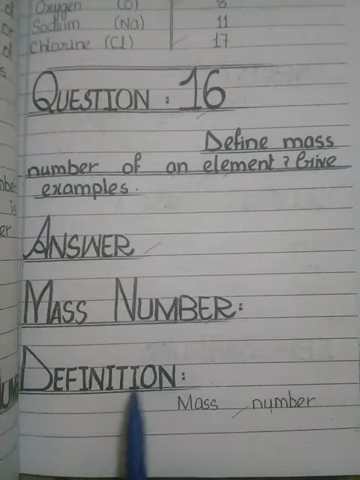 Oxygen (O) 8
Sodium (Na) 11
Chlorine (Cl) 17
QUESTION : 16
Define mass
number of an element? Give
examples.
ANSWER
MASS NUMBER:
DEFINITION:
Mass number